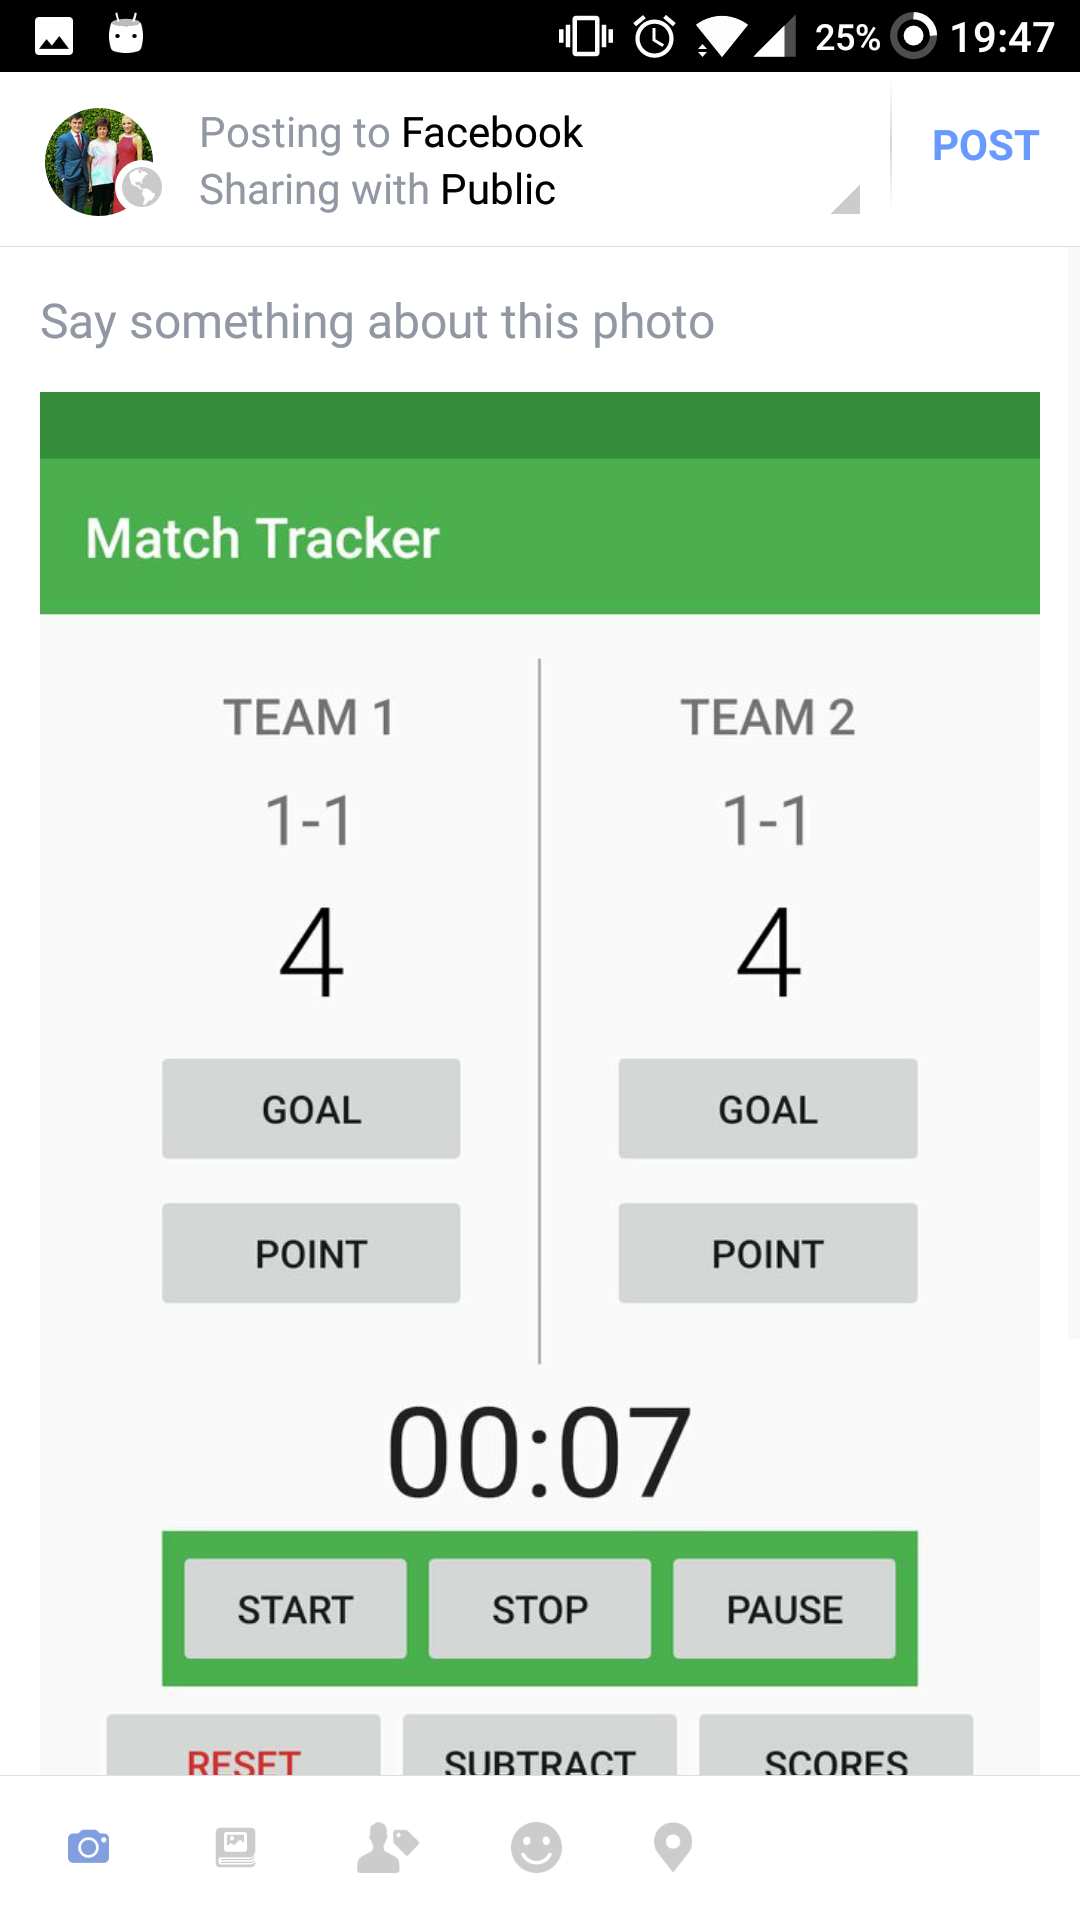 25% 19:47
Posting to Facebook
Sharing with Public
POST
Say something about this photo
Match Tracker
TEAM 1 TEAM 2
1-1 1-1
4 4
GOAL GOAL
POINT POINT
00:07
START STOP PAUSE
RESET SUBTRACT SCORES